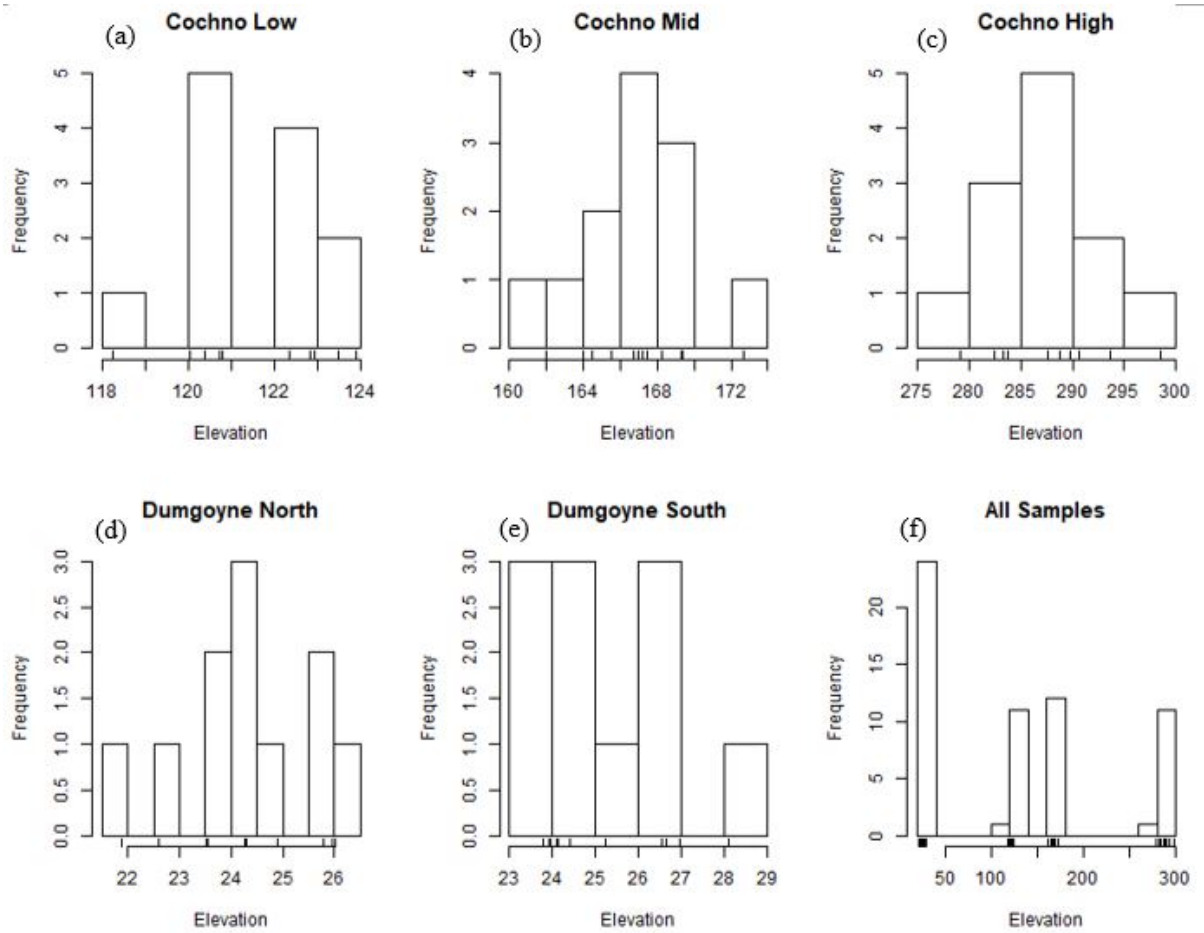 (a) Cochno Low
Frequency
0 1 2 3 4 5
118 120 122 124
Elevation
(b) Cochno Mid
Frequency
0 1 2 3 4
160 164 168 172
Elevation
(c) Cochno High
Frequency
0 1 2 3 4 5
275 280 285 290 295 300
Elevation
(d) Dumgoyne North
Frequency
0.0 0.5 1.0 1.5 2.0 2.5 3.0
22 23 24 25 26
Elevation
(e) Dumgoyne South
Frequency
0.0 0.5 1.0 1.5 2.0 2.5 3.0
23 24 25 26 27 28 29
Elevation
(f) All Samples
Frequency
0 5 10 15 20
50 100 200 300
Elevation